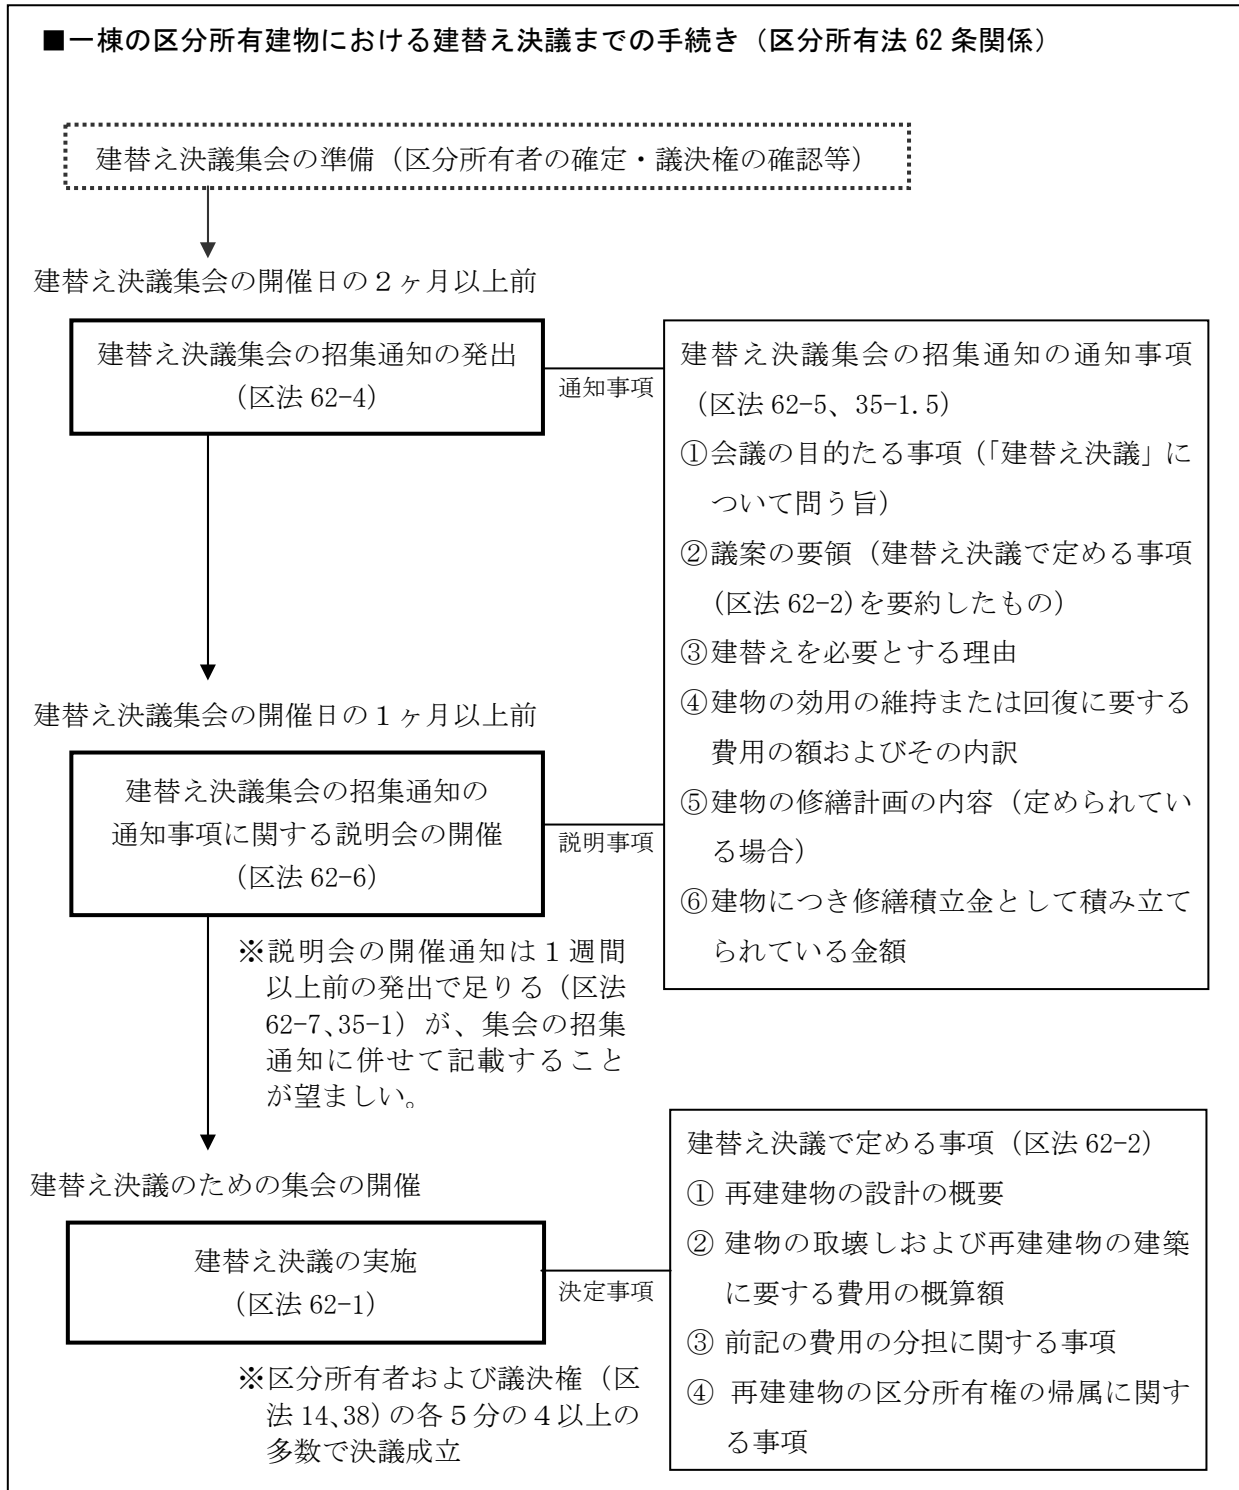 ■一棟の区分所有建物における建替え決議までの手続き（区分所有法 62 条関係）
建替え決議集会の準備（区分所有者の確定・議決権の確認等）
建替え決議集会の開催日の２ヶ月以上前
建替え決議集会の招集通知の発出
（区法 62-4）
通知事項
建替え決議集会の招集通知の通知事項
（区法 62-5、35-1.5）
①会議の目的たる事項（「建替え決議」に
ついて問う旨）
②議案の要領（建替え決議で定める事項
（区法 62-2）を要約したもの）
③建替えを必要とする理由
④建物の効用の維持または回復に要する
費用の額およびその内訳
⑤建物の修繕計画の内容（定められてい
る場合）
⑥建物につき修繕積立金として積み立て
られている金額
建替え決議集会の開催日の１ヶ月以上前
建替え決議集会の招集通知の
通知事項に関する説明会の開催
（区法 62-6）
説明事項
※説明会の開催通知は１週間
以上前の発出で足りる（区法
62-7、35-1）が、集会の招集
通知に併せて記載すること
が望ましい。
建替え決議のための集会の開催
建替え決議の実施
（区法 62-1）
決定事項
建替え決議で定める事項（区法 62-2）
① 再建建物の設計の概要
② 建物の取壊しおよび再建建物の建築
に要する費用の概算額
③ 前記の費用の分担に関する事項
④ 再建建物の区分所有権の帰属に関す
る事項
※区分所有者および議決権（区
法 14、38）の各５分の４以上の
多数で決議成立